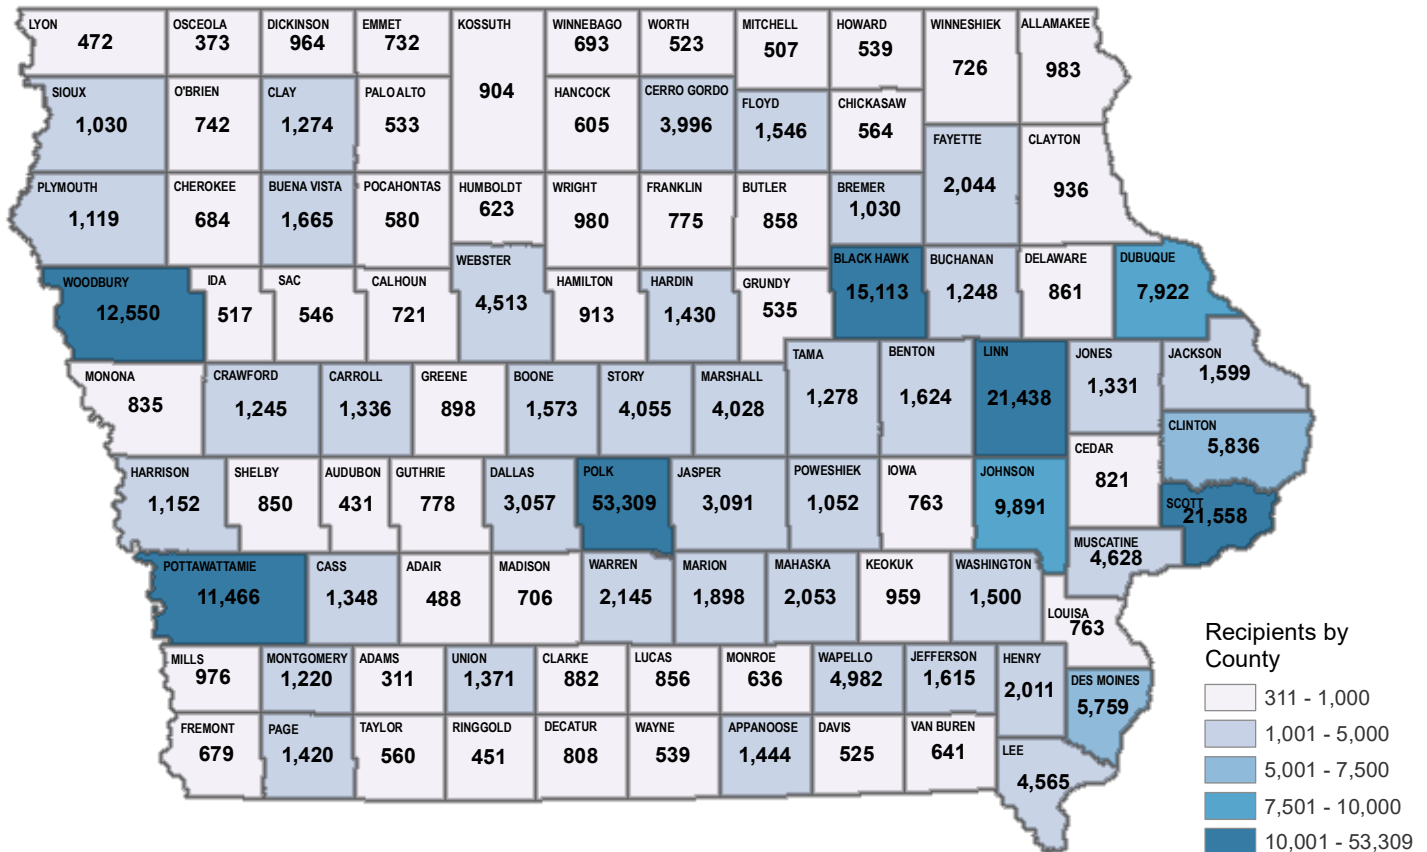 LYON
472
OSCEOLA
373
DICKINSON
964
EMMET
732
KOSSUTH
904
WINNEBAGO
693
WORTH
523
MITCHELL
507
HOWARD
539
WINNESHIEK
726
ALLAMAKEE
983
SIOUX
1,030
O'BRIEN
742
CLAY
1,274
PALO ALTO
533
HANCOCK
605
CERRO GORDO
3,996
FLOYD
1,546
CHICKASAW
564
FAYETTE
2,044
CLAYTON
936
PLYMOUTH
1,119
CHEROKEE
684
BUENA VISTA
1,665
POCAHONTAS
580
HUMBOLDT
623
WRIGHT
980
FRANKLIN
775
BUTLER
858
BREMER
1,030
WOODBURY
12,550
IDA
517
SAC
546
CALHOUN
721
WEBSTER
4,513
HAMILTON
913
HARDIN
1,430
GRUNDY
535
BLACK HAWK
15,113
BUCHANAN
1,248
DELAWARE
861
DUBUQUE
7,922
MONONA
835
CRAWFORD
1,245
CARROLL
1,336
GREENE
898
BOONE
1,573
STORY
4,055
MARSHALL
4,028
TAMA
1,278
BENTON
1,624
LINN
21,438
JONES
1,331
JACKSON
1,599
CLINTON
5,836
HARRISON
1,152
SHELBY
850
AUDUBON
431
GUTHRIE
778
DALLAS
3,057
POLK
53,309
JASPER
3,091
POWESHIEK
1,052
IOWA
763
JOHNSON
9,891
CEDAR
821
SCOTT
21,558
MUSCATINE
4,628
POTTAWATTAMIE
11,466
CASS
1,348
ADAIR
488
MADISON
706
WARREN
2,145
MARION
1,898
MAHASKA
2,053
KEOKUK
959
WASHINGTON
1,500
LOUISA
763
MILLS
976
MONTGOMERY
1,220
ADAMS
311
UNION
1,371
CLARKE
882
LUCAS
856
MONROE
636
WAPELLO
4,982
JEFFERSON
1,615
HENRY
2,011
DES MOINES
5,759
FREMONT
679
PAGE
1,420
TAYLOR
560
RINGGOLD
451
DECATUR
808
WAYNE
539
APPANOOSE
1,444
DAVIS
525
VAN BUREN
641
LEE
4,565
Recipients by
County
311 - 1,000
1,001 - 5,000
5,001 - 7,500
7,501 - 10,000
10,001 - 53,309